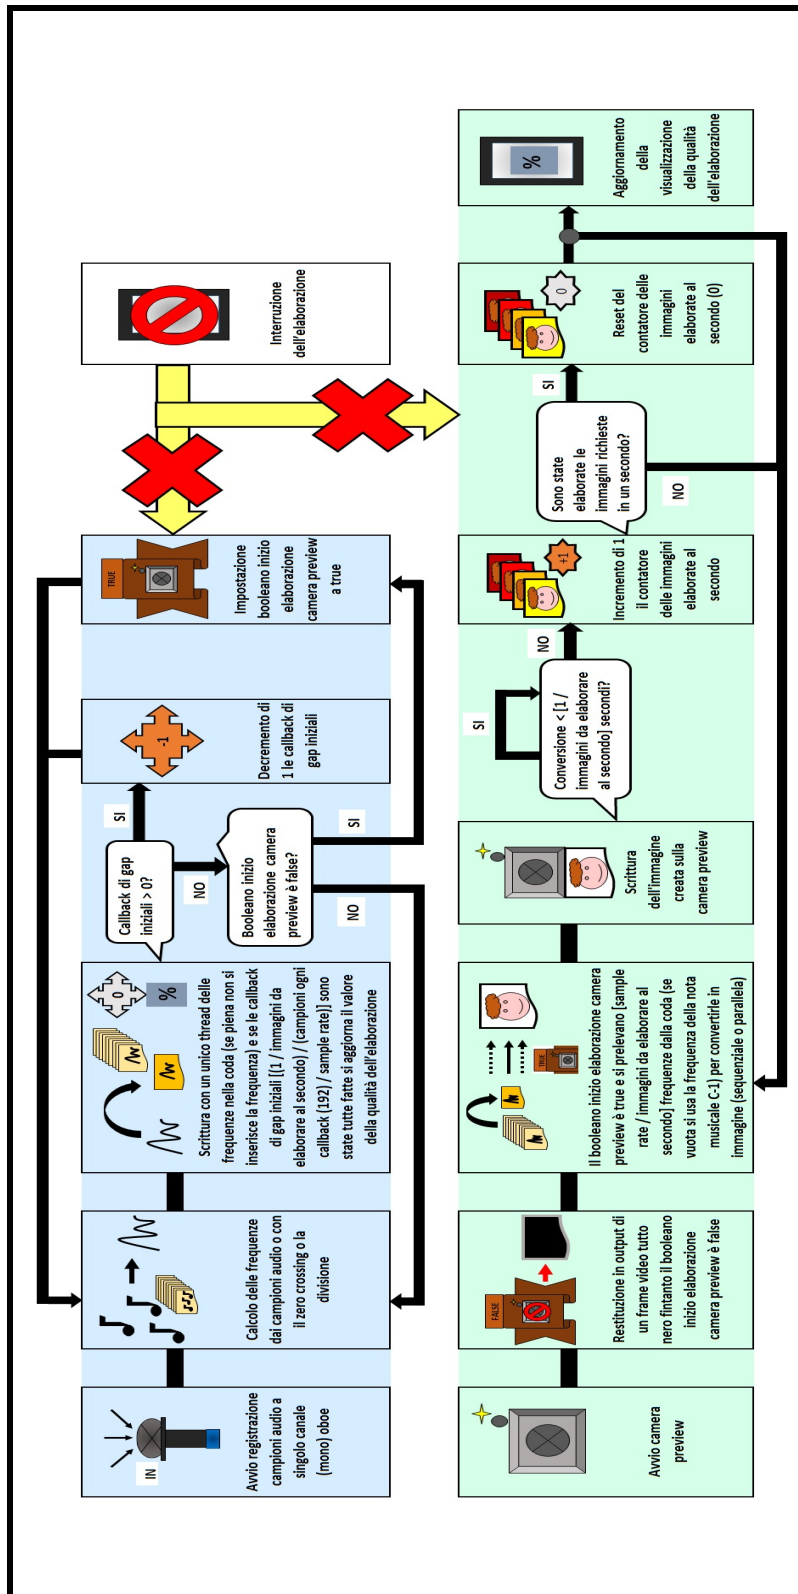 IN
Avvio registrazione
campioni audio a
singolo canale
(mono) oboe
Calcolo delle frequenze
dai campioni audio o con
il zero crossing o la
divisione
0
%
Scrittura con un unico thread delle
frequenze nella coda (se piena non si
inserisce la frequenza) e se le callback
di gap iniziali [(1 / immagini da
elaborare al secondo) / (campioni ogni
callback (192) / sample rate)] sono
state tutte fatte si aggiorna il valore
della qualità dell'elaborazione
Callback di gap
iniziali > 0?
SI
NO
Booleano inizio
elaborazione camera
preview è false?
SI
NO
-1
Decremento di
1 le callback di
gap iniziali
TRUE
Impostazione
booleano inizio
elaborazione
camera preview
a true
Interruzione
dell'elaborazione
Avvio camera
preview
FALSE
Restituzione in output di
un frame video tutto
nero fintanto il booleano
inizio elaborazione
camera preview è false
TRUE
Il booleano inizio elaborazione camera
preview è true e si prelevano [sample
rate / immagini da elaborare al
secondo] frequenze dalla coda (se
vuota si usa la frequenza della nota
musicale C-1) per convertirle in
immagine (sequenziale o parallela)
Scrittura
dell'immagine
creata sulla
camera preview
SI
Conversione < [1 /
immagini da elaborare
al secondo] secondi?
NO
+1
Incremento di 1
il contatore
delle immagini
elaborate al
secondo
Sono state
elaborate le
immagini richieste
in un secondo?
SI
NO
0
Reset del
contatore delle
immagini
elaborate al
secondo (0)
%
Aggiornamento
della
visualizzazione
della qualità
dell'elaborazione